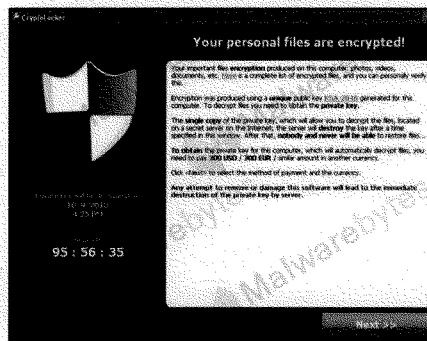 CryptoLocker
Your personal files are encrypted!
Your important files encryption produced on this computer: photos, videos,
documents, etc. Here is a complete list of encrypted files, and you can personally verify
this.
Encryption was produced using a unique public key RSA-2048 generated for this
computer. To decrypt files you need to obtain the private key.
The single copy of the private key, which will allow you to decrypt the files, located
on a secret server on the Internet; the server will destroy the key after a time
specified in this window. After that, nobody and never will be able to restore files...
To obtain the private key for this computer, which will automatically decrypt files, you
need to pay 300 USD / 300 EUR / similar amount in another currency.
Click «Next» to select the method of payment and the currency.
Any attempt to remove or damage this software will lead to the immediate
destruction of the private key by server.
4:25 PM
95 : 56 : 35
Next >>
Malwarebytes